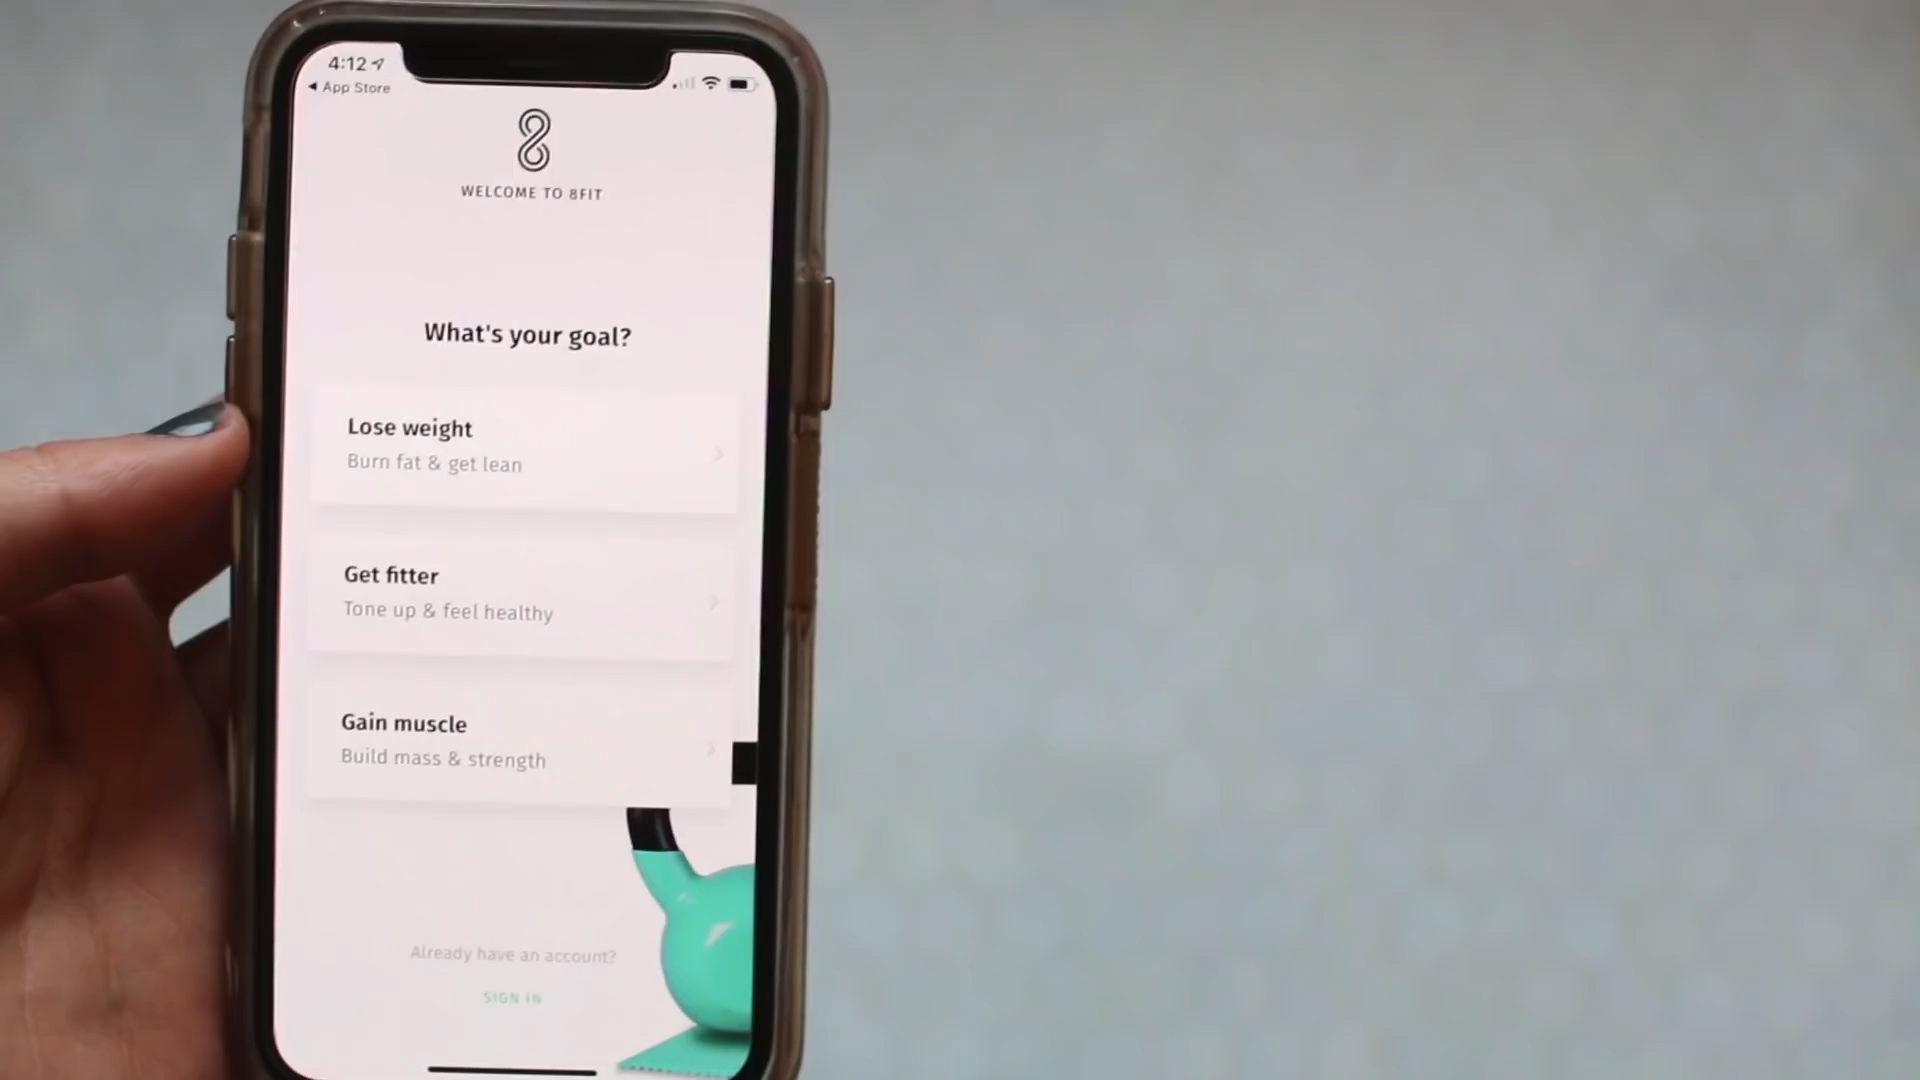 4:12
App Store
WELCOME TO 8FIT
What's your goal?
Lose weight
Burn fat & get lean
Get fitter
Tone up & feel healthy
Gain muscle
Build mass & strength
Already have an account?
SIGN IN